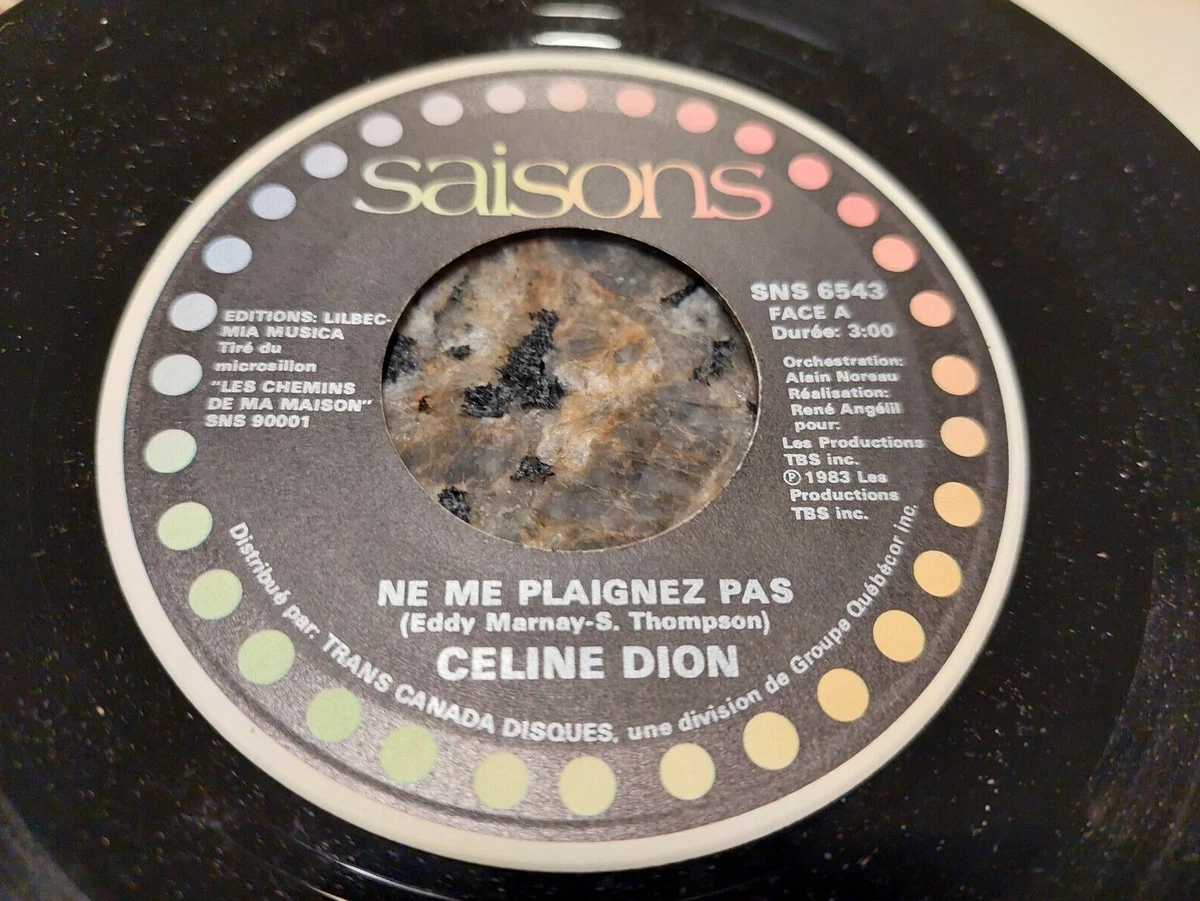 saisons
EDITIONS: LILBEC-
MIA MUSICA
Tiré du
microsillon
"LES CHEMINS
DE MA MAISON"
SNS 90001
SNS 6543
FACE A
Durée: 3:00
Orchestration:
Alain Noreau
Réalisation:
René Angélil
pour:
Les Productions
TBS inc.
Ⓟ 1983 Les
Productions
TBS inc.
NE ME PLAIGNEZ PAS
(Eddy Marnay-S. Thompson)
CELINE DION
Distribué par: TRANS CANADA DISQUES, une division de Groupe Québécor inc.